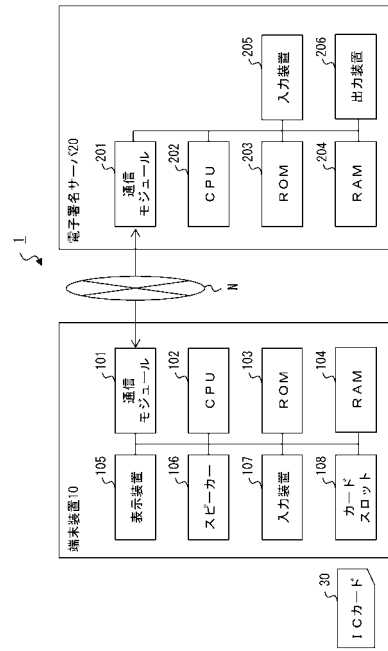 1
端末装置10
電子署名サーバ20
105
表示装置
101
通信
モジュール
106
スピーカー
102
CPU
107
入力装置
103
ROM
108
カード
スロット
104
RAM
30
ICカード
N
201
通信
モジュール
202
CPU
203
ROM
204
RAM
205
入力装置
206
出力装置